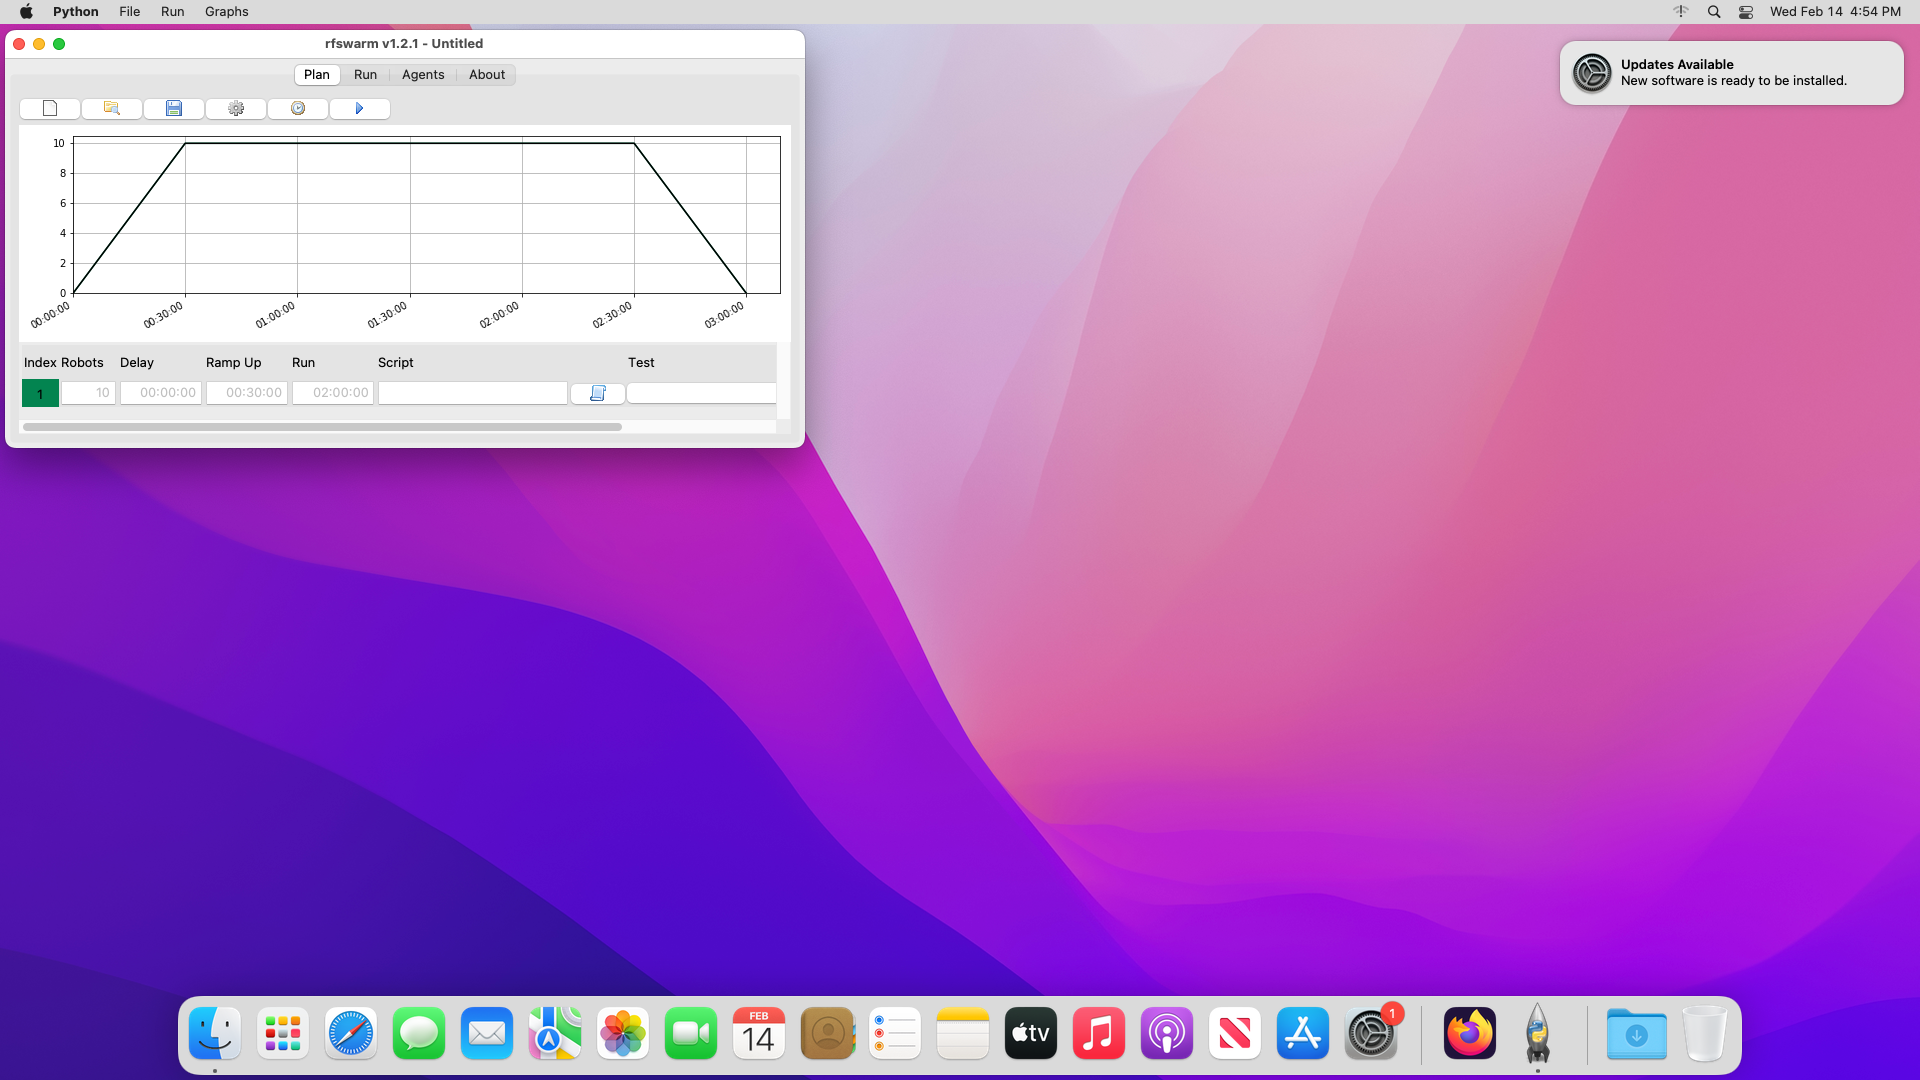 Python File Run Graphs
Wed Feb 14 4:54 PM
rfswarm v1.2.1 - Untitled
Plan Run Agents About
Updates Available
New software is ready to be installed.
10
8
6
4
2
0
00:00:00 00:30:00 01:00:00 01:30:00 02:00:00 02:30:00 03:00:00
Index Robots Delay Ramp Up Run Script Test
1 10 00:00:00 00:30:00 02:00:00
FEB
14
tv
1